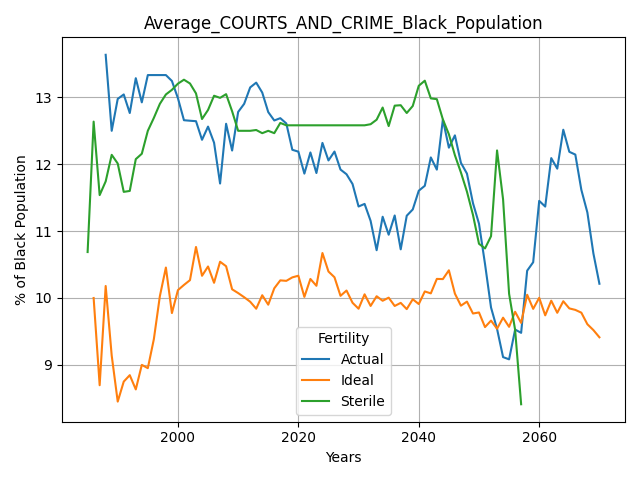 Average_COURTS_AND_CRIME_Black_Population
% of Black Population
13
12
11
10
9
Fertility
Actual
Ideal
Sterile
2000 2020 2040 2060
Years